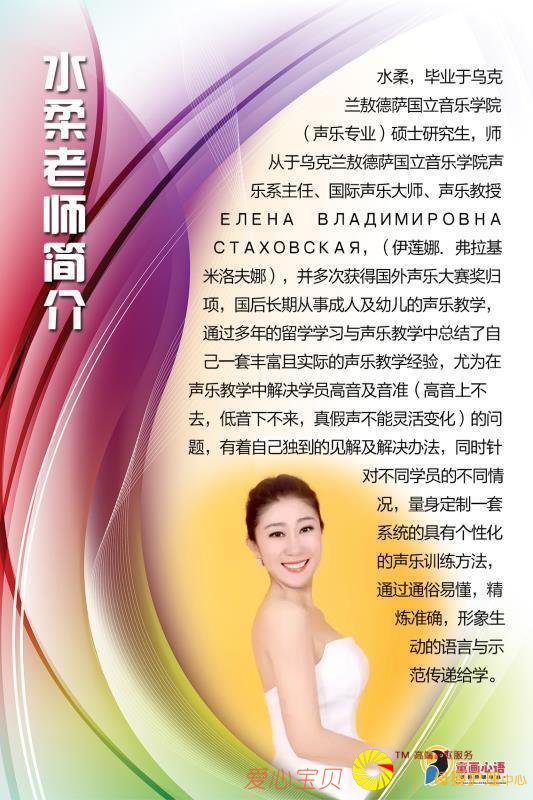 水柔老师简介
水柔，毕业于乌克
兰敖德萨国立音乐学院
（声乐专业）硕士研究生，师
从于乌克兰敖德萨国立音乐学院声
乐系主任、国际声乐大师、声乐教授
ЕЛЕНА ВЛАДИМИРОВНА
СТАХОВСКАЯ，（伊莲娜．弗拉基
米洛夫娜），并多次获得国外声乐大赛奖归
项，国后长期从事成人及幼儿的声乐教学，
通过多年的留学学习与声乐教学中总结了自
己一套丰富且实际的声乐教学经验，尤为在
声乐教学中解决学员高音及音准（高音上不
去，低音下不来，真假声不能灵活变化）的问
题，有着自己独到的见解及解决办法，同时针
对不同学员的不同情
况，量身定制一套
系统的具有个性化
的声乐训练方法，
通过通俗易懂，精
炼准确，形象生
动的语言与示
范传递给学。
TM 高端 服务
童画心语
爱心宝贝
中心